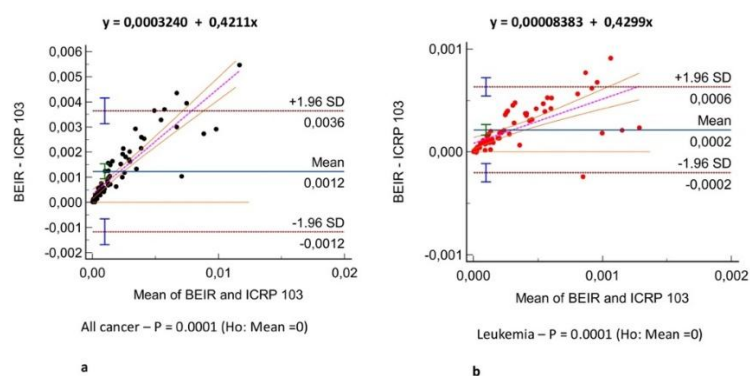 y = 0,0003240 + 0,4211x
0,006
0,005
0,004
0,003
0,002
0,001
0,000
-0,001
-0,002
BEIR - ICRP 103
+1.96 SD
0,0036
Mean
0,0012
-1.96 SD
-0,0012
0,00
0,01
0,02
Mean of BEIR and ICRP 103
All cancer – P = 0.0001 (Ho: Mean =0)
a
y = 0,00008383 + 0,4299x
0,001
0,000
-0,001
BEIR - ICRP 103
+1.96 SD
0,0006
Mean
0,0002
-1.96 SD
-0,0002
0,000
0,001
0,002
Mean of BEIR and ICRP 103
Leukemia – P = 0.0001 (Ho: Mean =0)
b